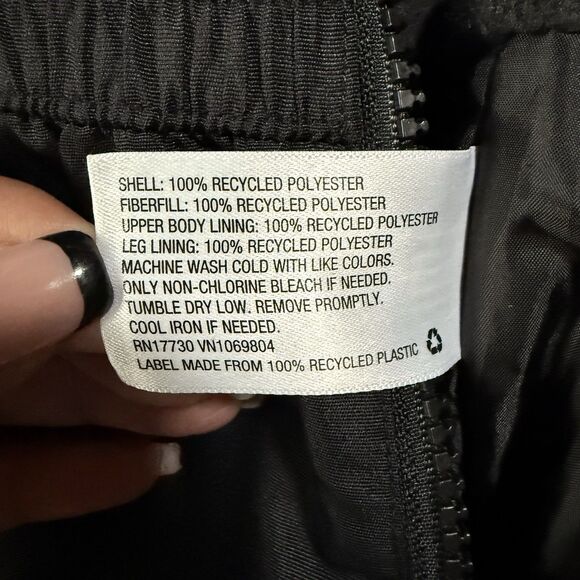 SHELL: 100% RECYCLED POLYESTER
FIBERFILL: 100% RECYCLED POLYESTER
UPPER BODY LINING: 100% RECYCLED POLYESTER
LEG LINING: 100% RECYCLED POLYESTER
MACHINE WASH COLD WITH LIKE COLORS.
ONLY NON-CHLORINE BLEACH IF NEEDED.
TUMBLE DRY LOW. REMOVE PROMPTLY.
COOL IRON IF NEEDED.
RN17730 VN1069804
LABEL MADE FROM 100% RECYCLED PLASTIC